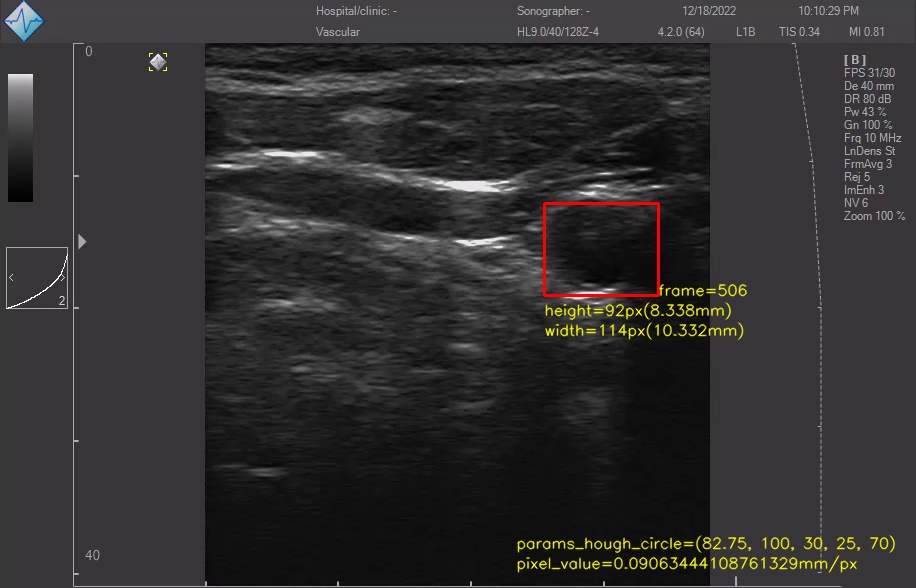 Hospital/clinic: - Sonographer: - 12/18/2022 10:10:29 PM
Vascular HL9.0/40/128Z-4 4.2.0 (64) L1B TIS 0.34 MI 0.81
0
[ B ]
FPS 31/30
De 40 mm
DR 80 dB
Pw 43 %
Gn 100 %
Frq 10 MHz
LnDens St
FrmAvg 3
Rej 5
ImEnh 3
NV 6
Zoom 100 %
2
frame=506
height=92px(8.338mm)
width=114px(10.332mm)
params_hough_circle=(82.75, 100, 30, 25, 70)
40
pixel_value=0.09063444108761329mm/px